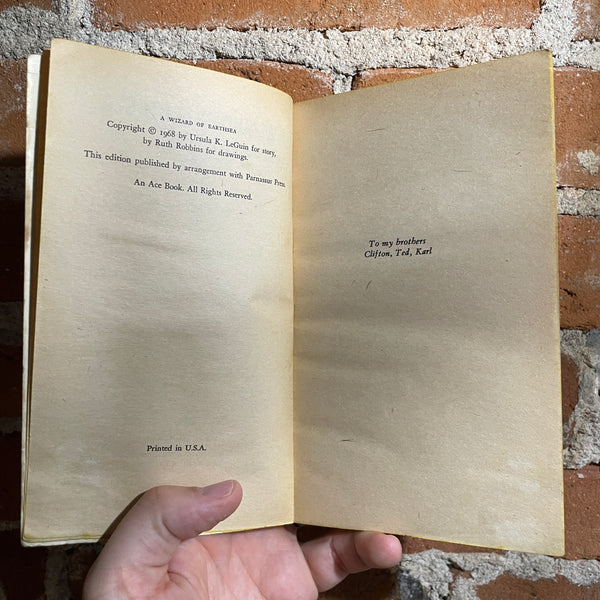 A WIZARD OF EARTHSEA
Copyright © 1968 by Ursula K. LeGuin for story,
by Ruth Robbins for drawings.
This edition published by arrangement with Parnassus Press.
An Ace Book. All Rights Reserved.
Printed in U.S.A.
To my brothers
Clifton, Ted, Karl